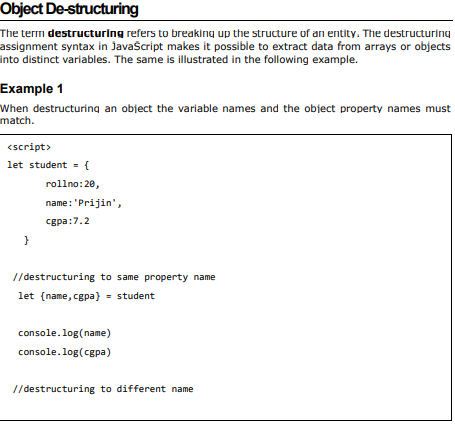 Object De-structuring
The term destructuring refers to breaking up the structure of an entity. The destructuring
assignment syntax in JavaScript makes it possible to extract data from arrays or objects
into distinct variables. The same is illustrated in the following example.
Example 1
When destructuring an object the variable names and the object property names must
match.
<script>
let student = {
rollno:20,
name:'Prijin',
cgpa:7.2
}
//destructuring to same property name
let {name,cgpa} = student
console.log(name)
console.log(cgpa)
//destructuring to different name